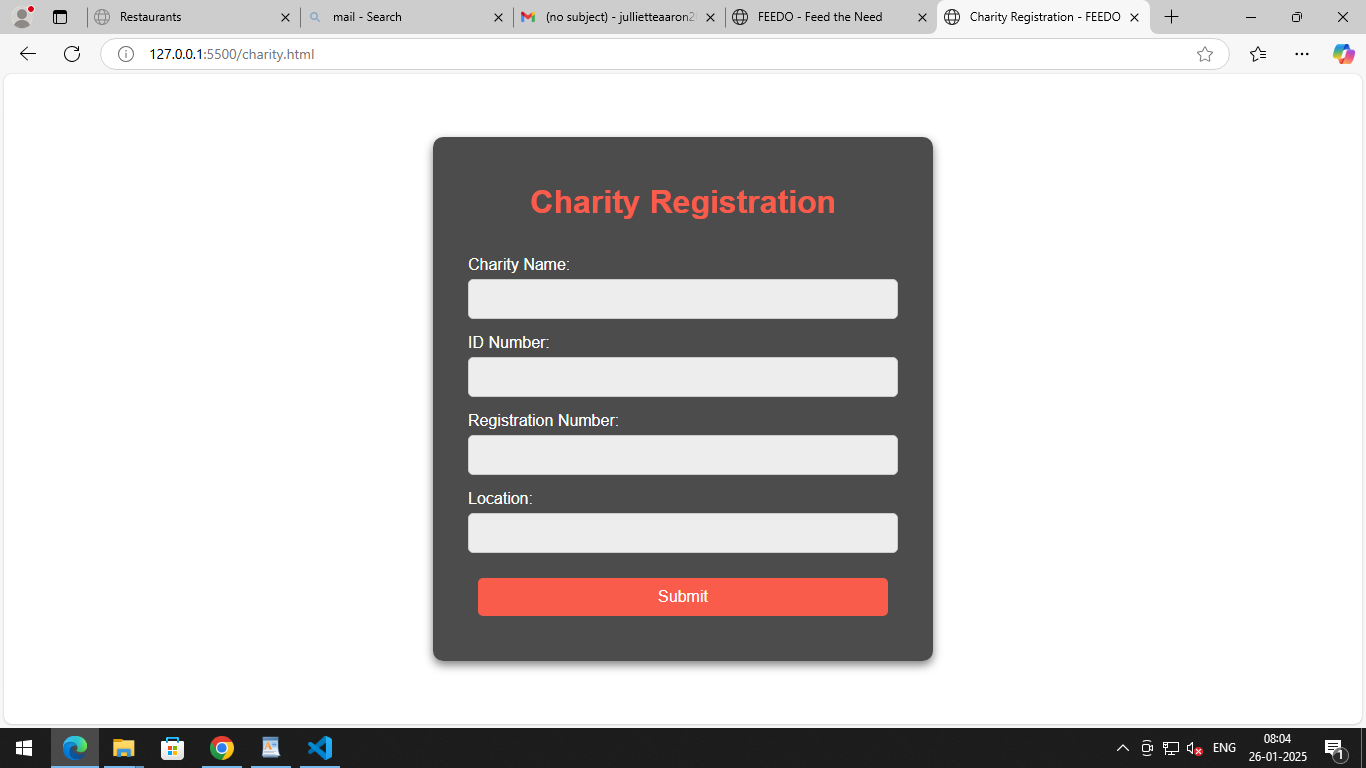 Restaurants
mail - Search
(no subject) - jullietteaaron2
FEEDO - Feed the Need
Charity Registration - FEEDO
127.0.0.1:5500/charity.html
Charity Registration
Charity Name:
ID Number:
Registration Number:
Location:
Submit
ENG
08:04
26-01-2025
1